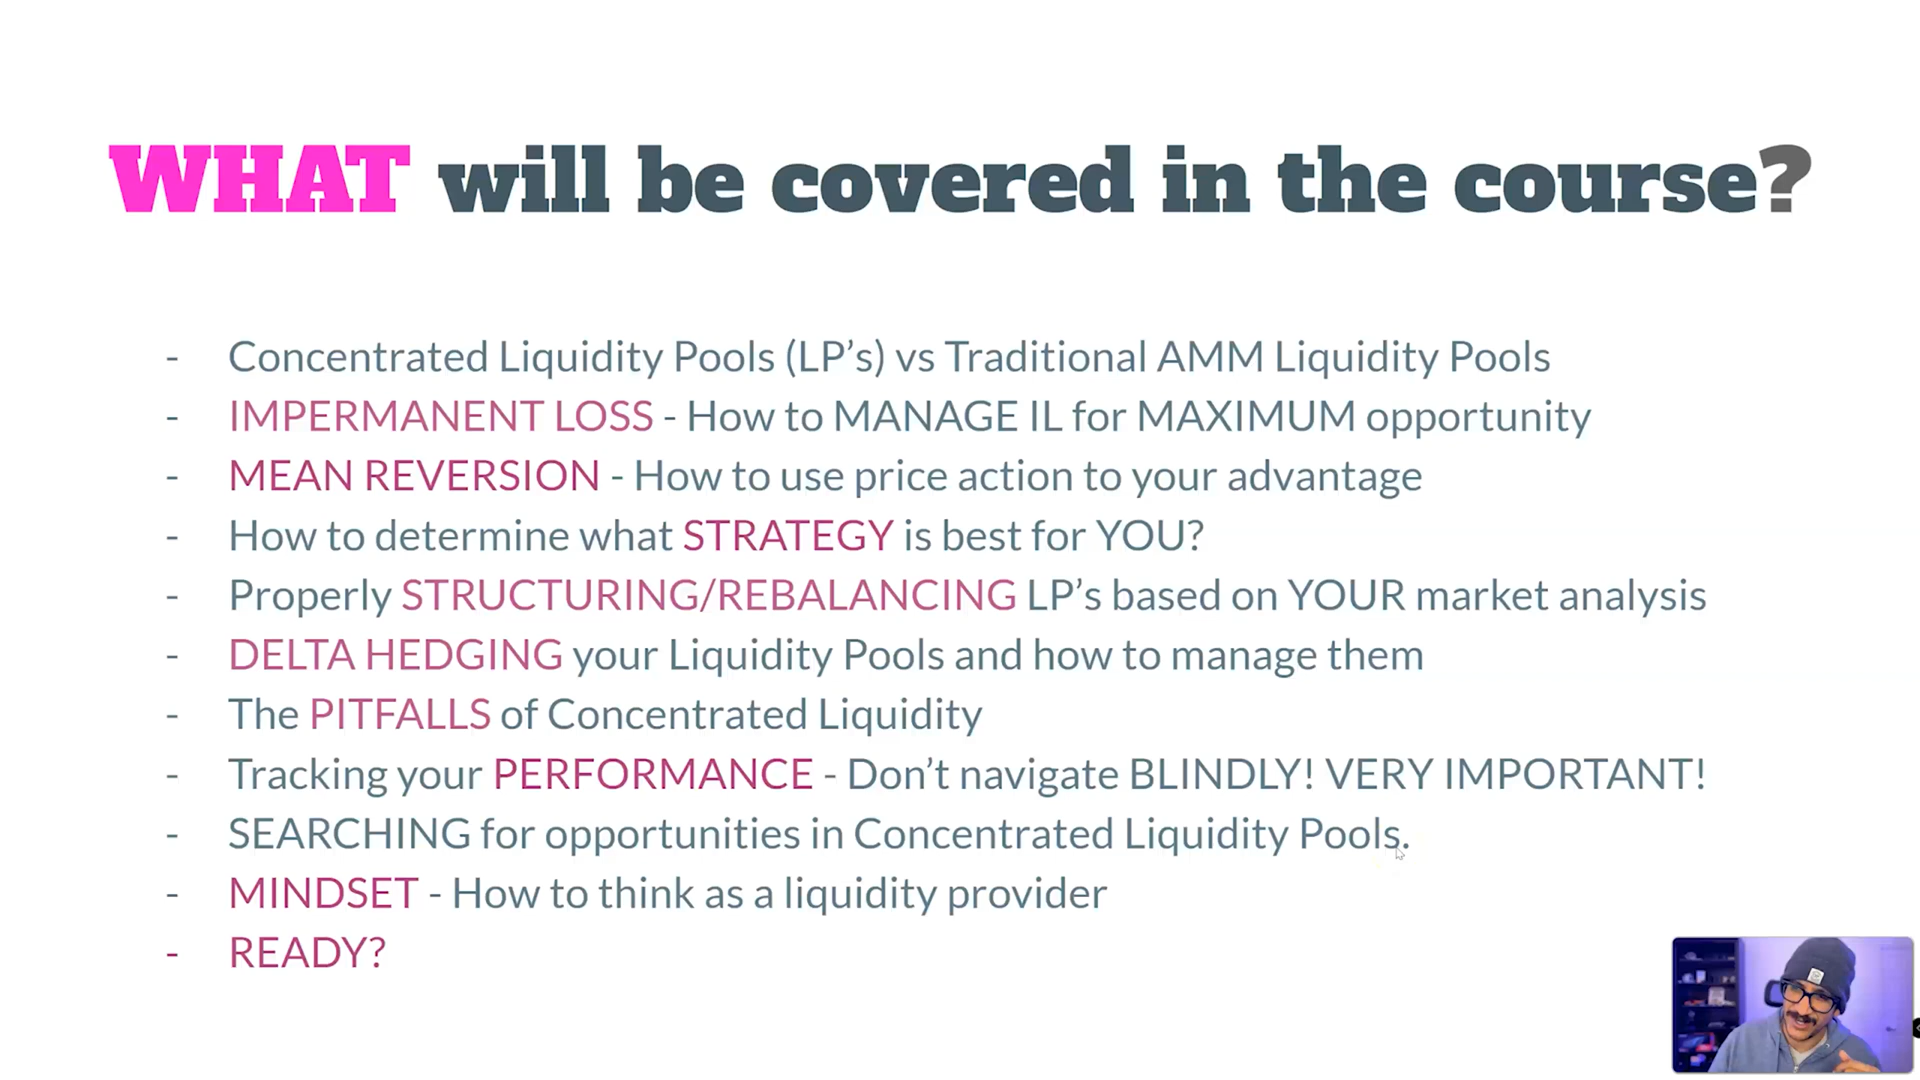 WHAT will be covered in the course?
- Concentrated Liquidity Pools (LP’s) vs Traditional AMM Liquidity Pools
- IMPERMANENT LOSS - How to MANAGE IL for MAXIMUM opportunity
- MEAN REVERSION - How to use price action to your advantage
- How to determine what STRATEGY is best for YOU?
- Properly STRUCTURING/REBALANCING LP’s based on YOUR market analysis
- DELTA HEDGING your Liquidity Pools and how to manage them
- The PITFALLS of Concentrated Liquidity
- Tracking your PERFORMANCE - Don’t navigate BLINDLY! VERY IMPORTANT!
- SEARCHING for opportunities in Concentrated Liquidity Pools.
- MINDSET - How to think as a liquidity provider
- READY?